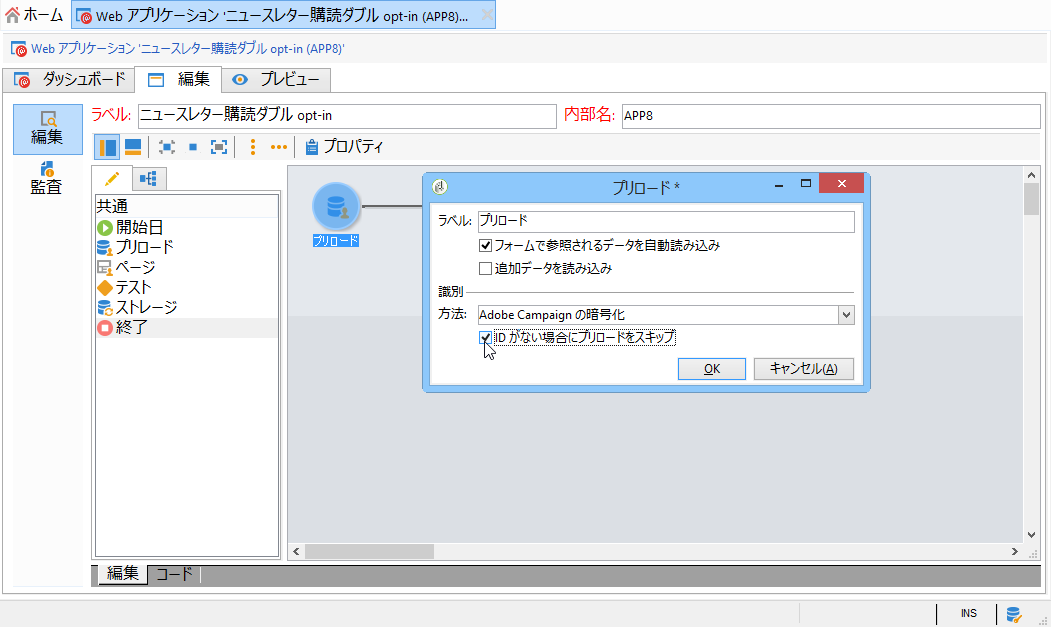 ホーム
Web アプリケーション 'ニュースレター購読ダブル opt-in (APP8)...
Web アプリケーション 'ニュースレター購読ダブル opt-in (APP8)'
ダッシュボード
編集
プレビュー
編集
監査
ラベル: ニュースレター購読ダブル opt-in
内部名: APP8
プロパティ
共通
開始日
プリロード
ページ
テスト
ストレージ
終了
プリロード
プリロード *
ラベル: プリロード
フォームで参照されるデータを自動読み込み
追加データを読み込み
識別
方法: Adobe Campaign の暗号化
ID がない場合にプリロードをスキップ
OK
キャンセル(A)
編集
コード
INS